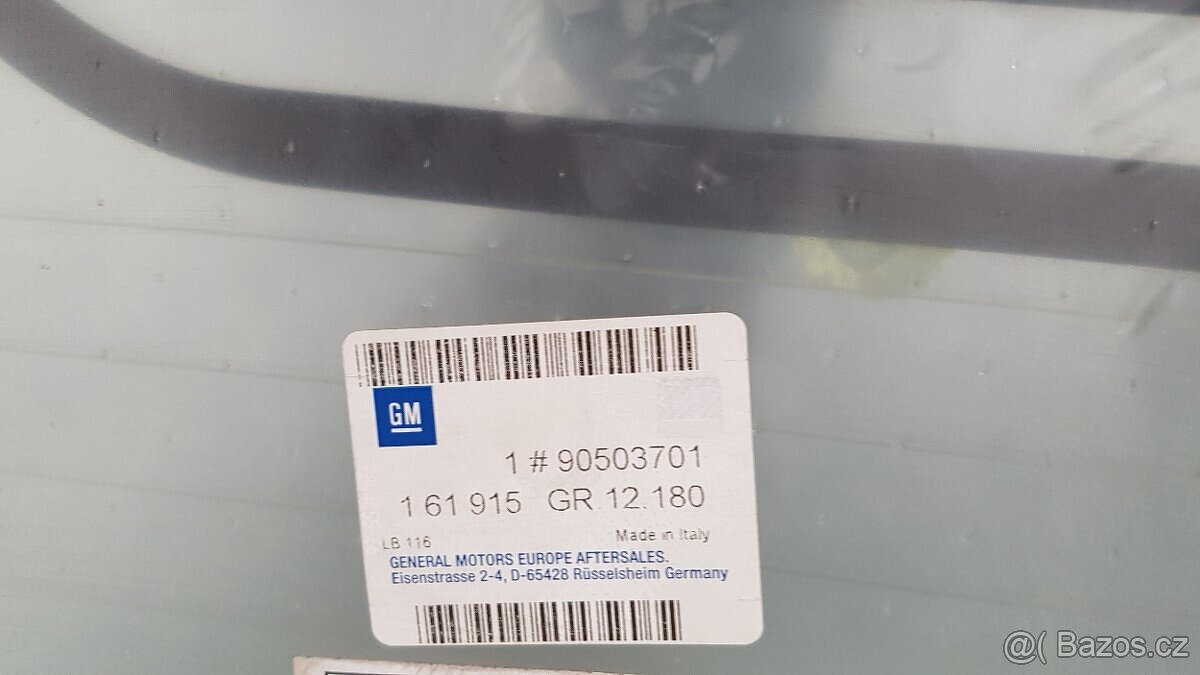 GM
1 # 90503701
1 61 915 GR 12.180
LB 116 Made in Italy
GENERAL MOTORS EUROPE AFTERSALES.
Eisenstrasse 2-4, D-65428 Rüsselsheim Germany
@( Bazos.cz